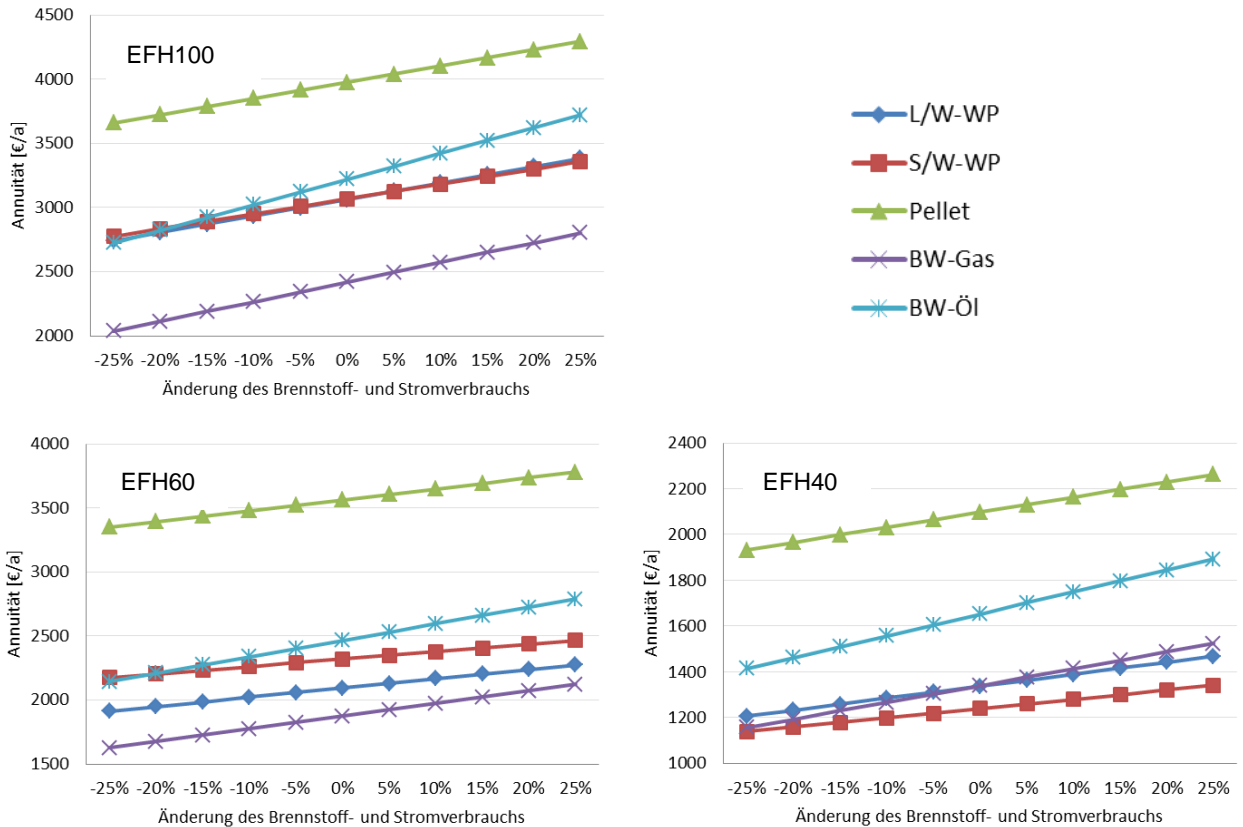 EFH100
Annuität [€/a]
4500
4000
3500
3000
2500
2000
-25% -20% -15% -10% -5% 0% 5% 10% 15% 20% 25%
Änderung des Brennstoff- und Stromverbrauchs
L/W-WP
S/W-WP
Pellet
BW-Gas
BW-Öl
EFH60
Annuität [€/a]
4000
3500
3000
2500
2000
1500
-25% -20% -15% -10% -5% 0% 5% 10% 15% 20% 25%
Änderung des Brennstoff- und Stromverbrauchs
EFH40
Annuität [€/a]
2400
2200
2000
1800
1600
1400
1200
1000
-25% -20% -15% -10% -5% 0% 5% 10% 15% 20% 25%
Änderung des Brennstoff- und Stromverbrauchs